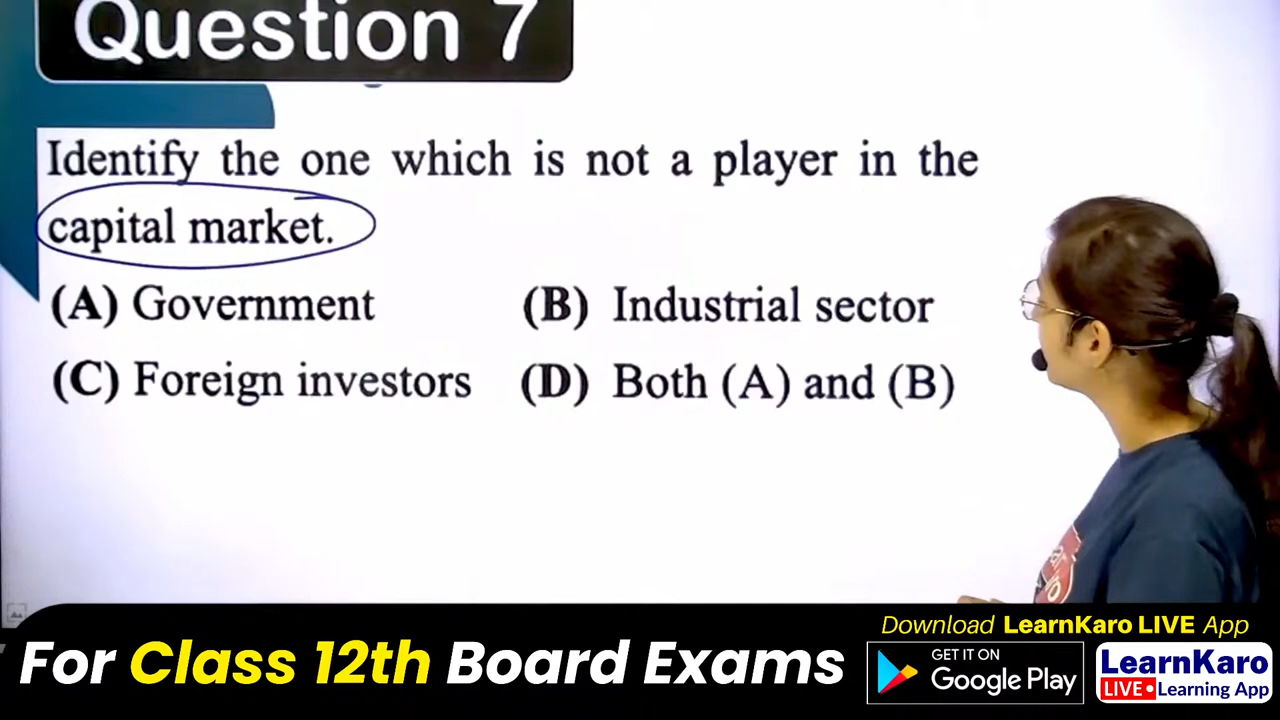 Question 7
Identify the one which is not a player in the
capital market.
(A) Government (B) Industrial sector
(C) Foreign investors (D) Both (A) and (B)
For Class 12th Board Exams
Download LearnKaro LIVE App
GET IT ON
Google Play
LearnKaro
LIVE • Learning App